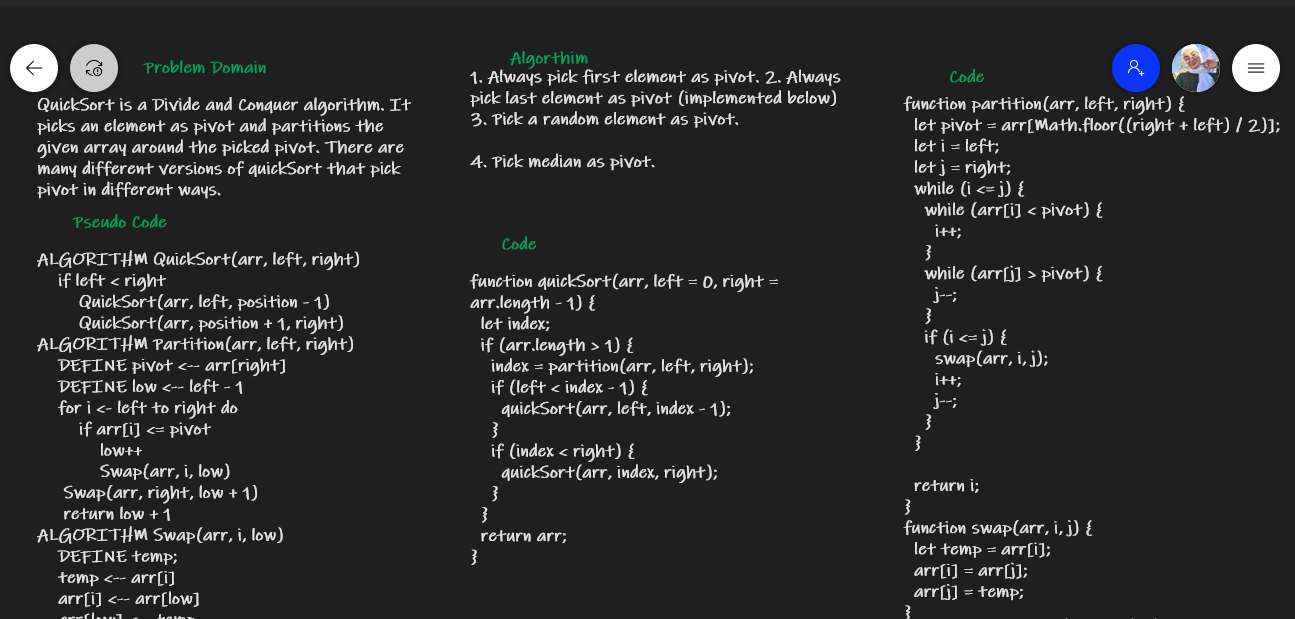 Problem Domain
QuickSort is a Divide and Conquer algorithm. It
picks an element as pivot and partitions the
given array around the picked pivot. There are
many different versions of quickSort that pick
pivot in different ways.
Pseudo Code
ALGORITHM QuickSort(arr, left, right)
if left < right
QuickSort(arr, left, position - 1)
QuickSort(arr, position + 1, right)
ALGORITHM Partition(arr, left, right)
DEFINE pivot <-- arr[right]
DEFINE low <-- left - 1
for i <- left to right do
if arr[i] <= pivot
low++
Swap(arr, i, low)
Swap(arr, right, low + 1)
return low + 1
ALGORITHM Swap(arr, i, low)
DEFINE temp;
temp <-- arr[i]
arr[i] <-- arr[low]
arr[low] <-- temp
Algorthim
1. Always pick first element as pivot. 2. Always
pick last element as pivot (implemented below)
3. Pick a random element as pivot.
4. Pick median as pivot.
Code
function quickSort(arr, left = 0, right =
arr.length - 1) {
let index;
if (arr.length > 1) {
index = partition(arr, left, right);
if (left < index - 1) {
quickSort(arr, left, index - 1);
}
if (index < right) {
quickSort(arr, index, right);
}
}
return arr;
}
Code
function partition(arr, left, right) {
let pivot = arr[Math.floor((right + left) / 2)];
let i = left;
let j = right;
while (i <= j) {
while (arr[i] < pivot) {
i++;
}
while (arr[j] > pivot) {
j--;
}
if (i <= j) {
swap(arr, i, j);
i++;
j--;
}
}
return i;
}
function swap(arr, i, j) {
let temp = arr[i];
arr[i] = arr[j];
arr[j] = temp;
}